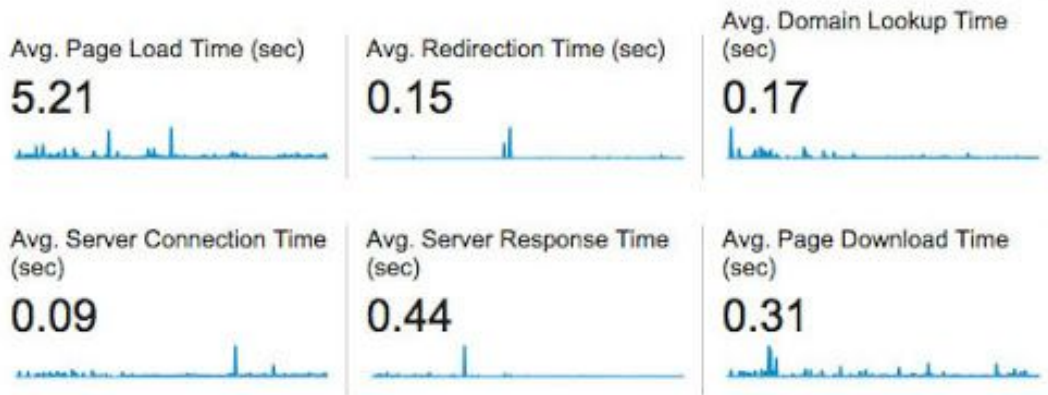 Avg. Page Load Time (sec)
5.21
Avg. Redirection Time (sec)
0.15
Avg. Domain Lookup Time
(sec)
0.17
Avg. Server Connection Time
(sec)
0.09
Avg. Server Response Time
(sec)
0.44
Avg. Page Download Time
(sec)
0.31